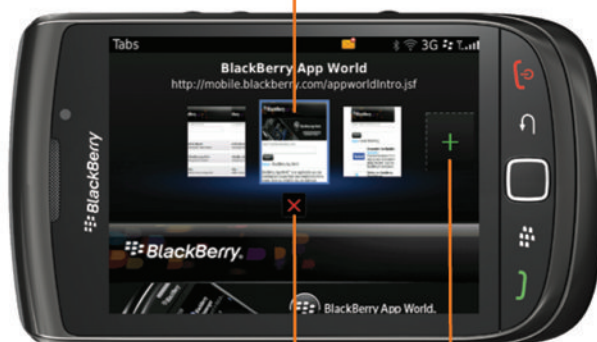 Tabs 3G
BlackBerry App World
http://mobile.blackberry.com/appworldIntro.jsf
BlackBerry
BlackBerry.
BlackBerry App World.